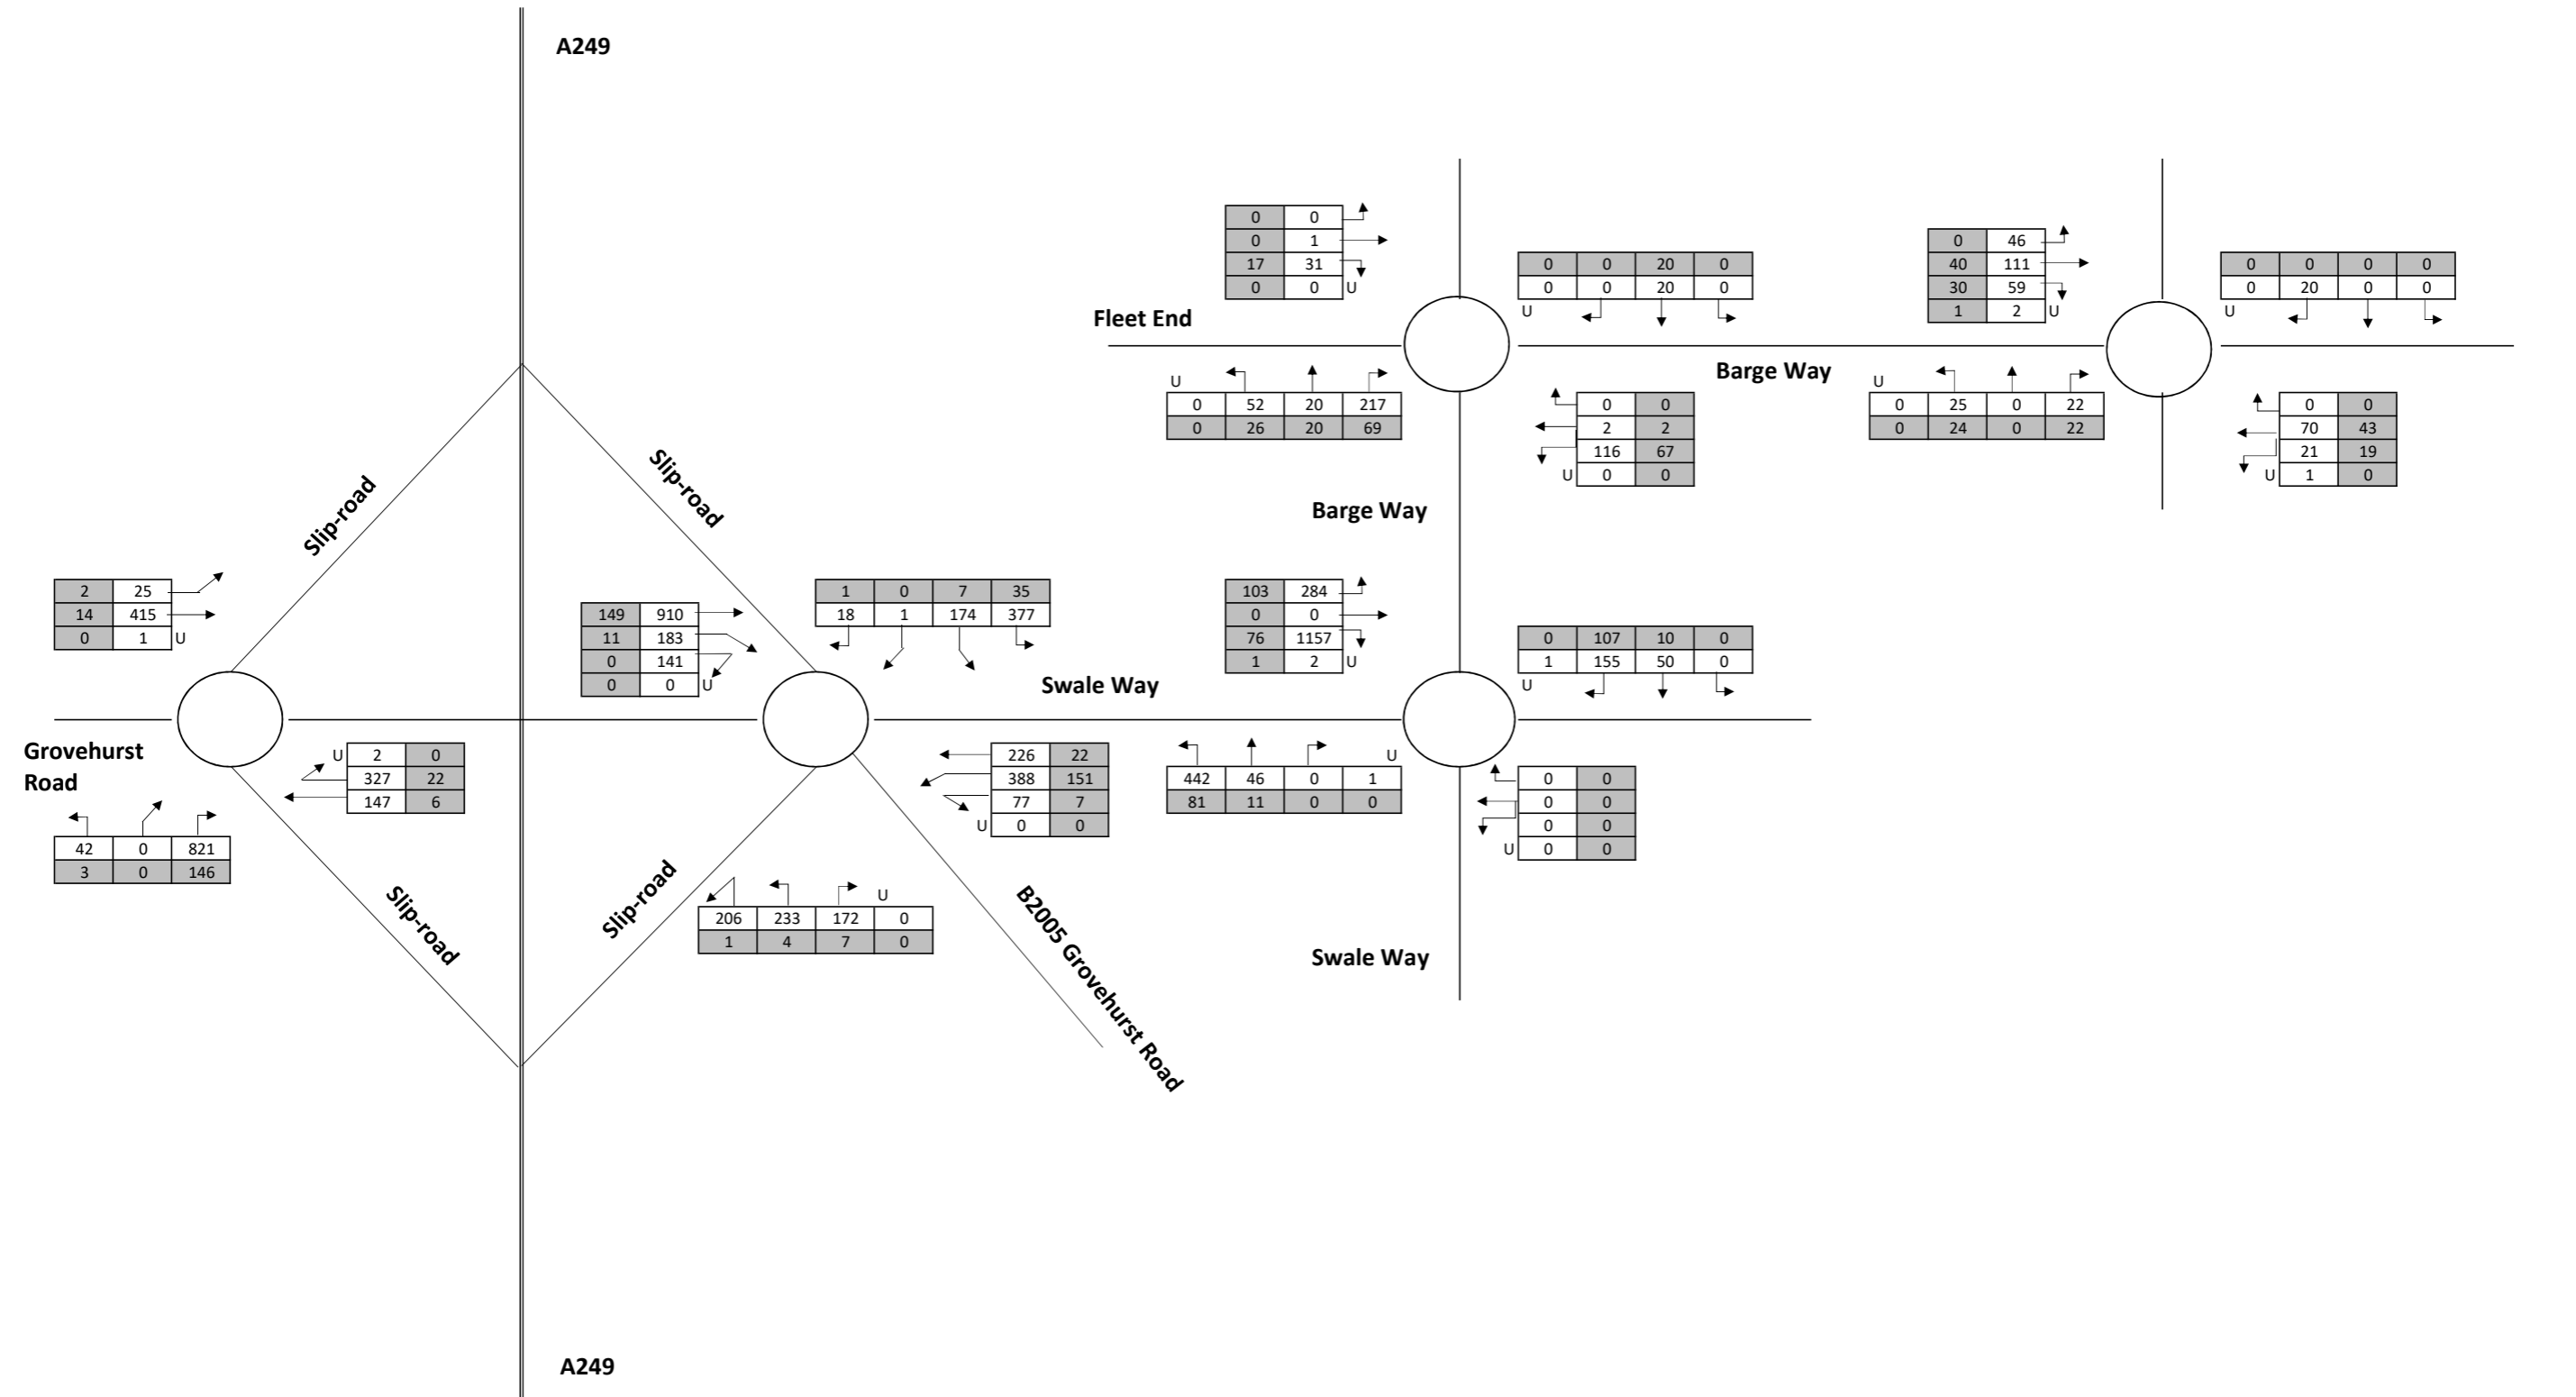 A249
0 0
0 1
17 31
0 0 U
0 0 20 0
0 0 20 0
U
0 46
40 111
30 59
1 2 U
0 0 0 0
0 20 0 0
U
Fleet End
Barge Way
U
0 52 20 217
0 26 20 69
0 0
2 2
116 67
U 0 0
U
0 25 0 22
0 24 0 22
0 0
70 43
21 19
U 1 0
Slip-road
Slip-road
Barge Way
2 25
14 415
0 1 U
149 910
11 183
0 141
0 0 U
1 0 7 35
18 1 174 377
Swale Way
103 284
0 0
76 1157
1 2 U
0 107 10 0
1 155 50 0
U
Grovehurst
Road
U 2 0
327 22
147 6
42 0 821
3 0 146
226 22
388 151
77 7
U 0 0
U
442 46 0 1
81 11 0 0
0 0
0 0
0 0
U 0 0
Slip-road
Slip-road
U
206 233 172 0
1 4 7 0
B2005 Grovehurst Road
Swale Way
A249